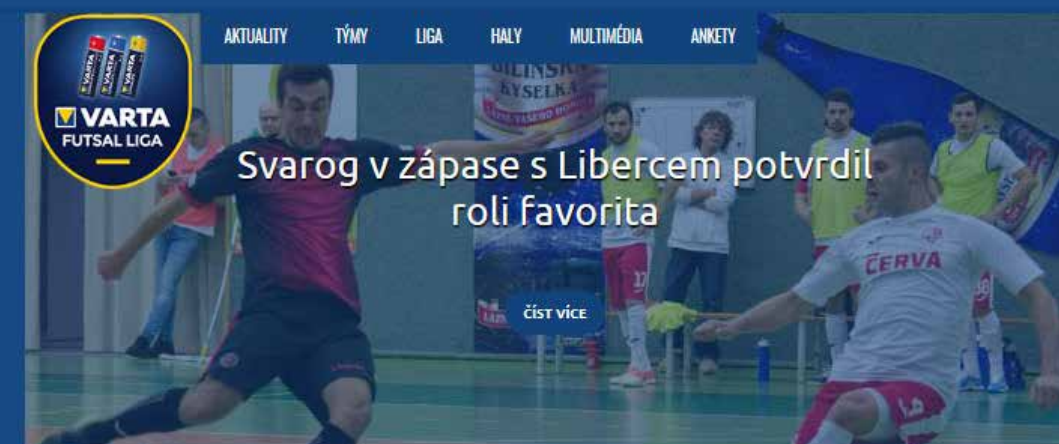 AKTUALITY TÝMY LIGA HALY MULTIMÉDIA ANKETY
VARTA VARTA VARTA
VARTA
FUTSAL LIGA
BÍLINSKÁ
KYSELKA
Svarog v zápase s Libercem potvrdil
roli favorita
ČERVA
17
ČÍST VÍCE